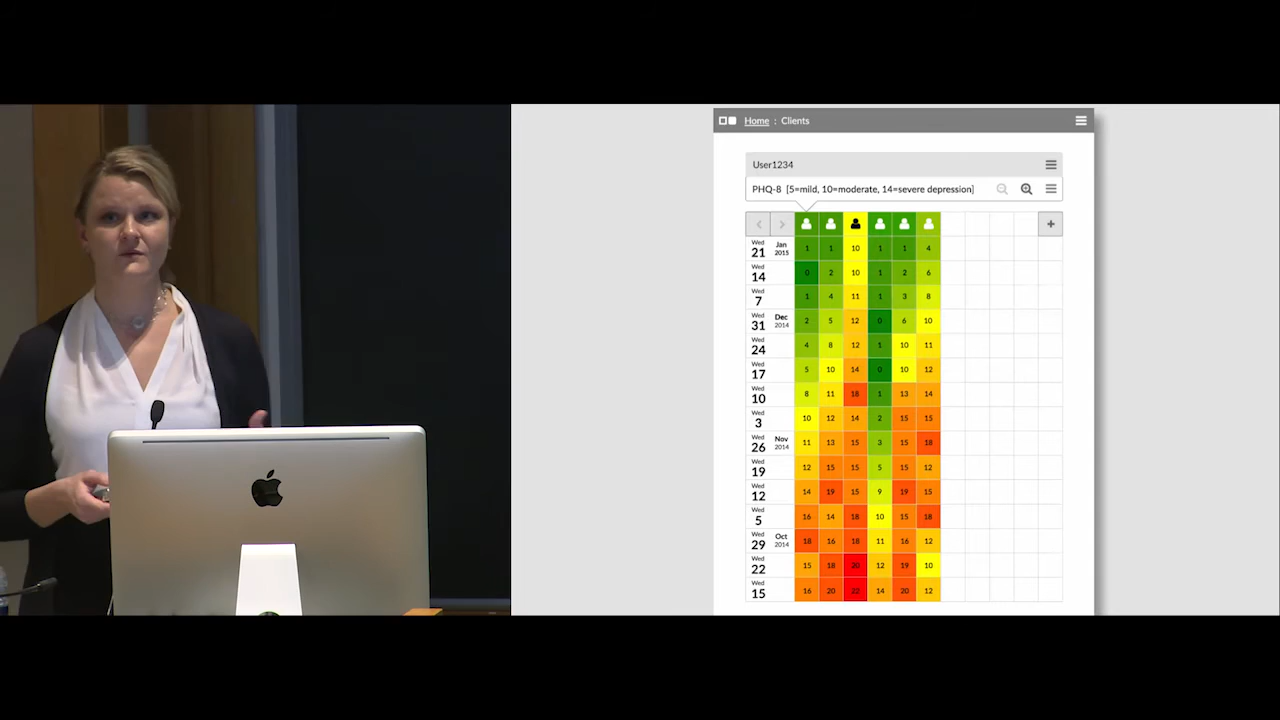 Home : Clients
User1234
PHQ-8 [5=mild, 10=moderate, 14=severe depression]
Wed 21 Jan 2015 1 1 10 1 1 4
Wed 14 0 2 10 1 2 6
Wed 7 1 4 11 1 3 8
Wed 31 Dec 2014 2 5 12 0 6 10
Wed 24 4 8 12 1 10 11
Wed 17 5 10 14 0 10 12
Wed 10 8 11 18 1 13 14
Wed 3 10 12 14 2 15 15
Wed 26 Nov 2014 11 13 15 3 15 18
Wed 19 12 15 15 5 15 12
Wed 12 14 19 15 9 19 15
Wed 5 16 14 18 10 15 18
Wed 29 Oct 2014 18 16 18 11 16 12
Wed 22 15 18 20 12 19 10
Wed 15 16 20 22 14 20 12